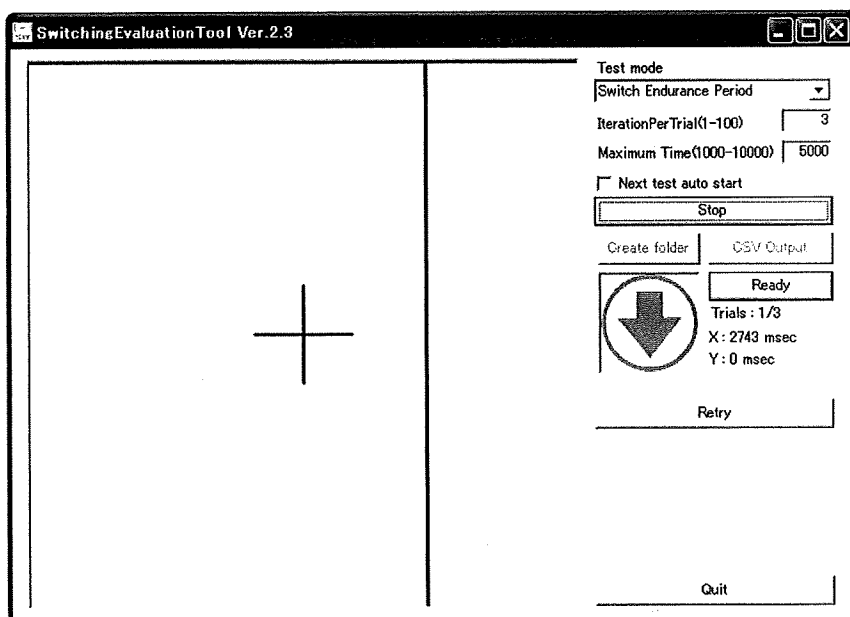 SwitchingEvaluationTool Ver.2.3
Test mode
Switch Endurance Period
IterationPerTrial(1-100) 3
Maximum Time(1000-10000) 5000
Next test auto start
Stop
Create folder CSV Output
Ready
Trials : 1/3
X : 2743 msec
Y : 0 msec
Retry
Quit